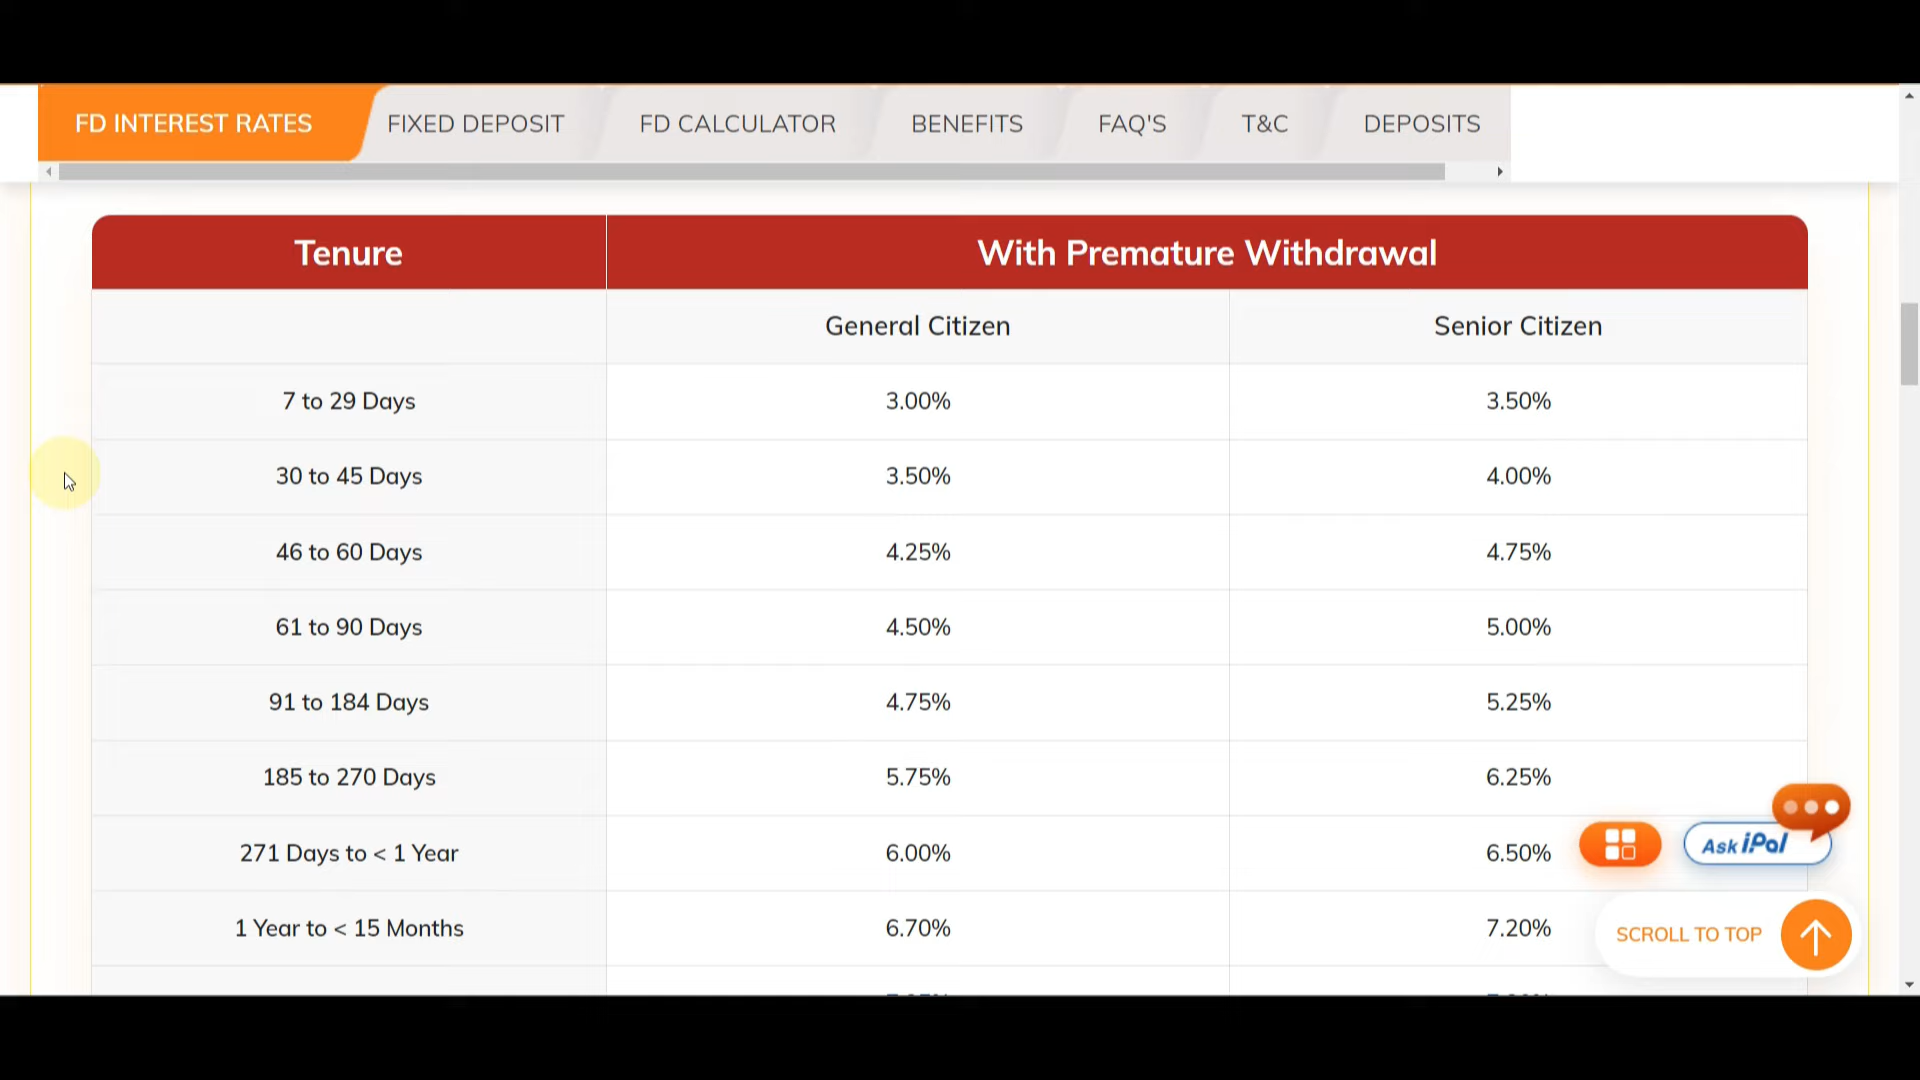 FD INTEREST RATES FIXED DEPOSIT FD CALCULATOR BENEFITS FAQ'S T&C DEPOSITS
Tenure With Premature Withdrawal
General Citizen Senior Citizen
7 to 29 Days 3.00% 3.50%
30 to 45 Days 3.50% 4.00%
46 to 60 Days 4.25% 4.75%
61 to 90 Days 4.50% 5.00%
91 to 184 Days 4.75% 5.25%
185 to 270 Days 5.75% 6.25%
271 Days to < 1 Year 6.00% 6.50%
Ask iPal
1 Year to < 15 Months 6.70% 7.20%
SCROLL TO TOP